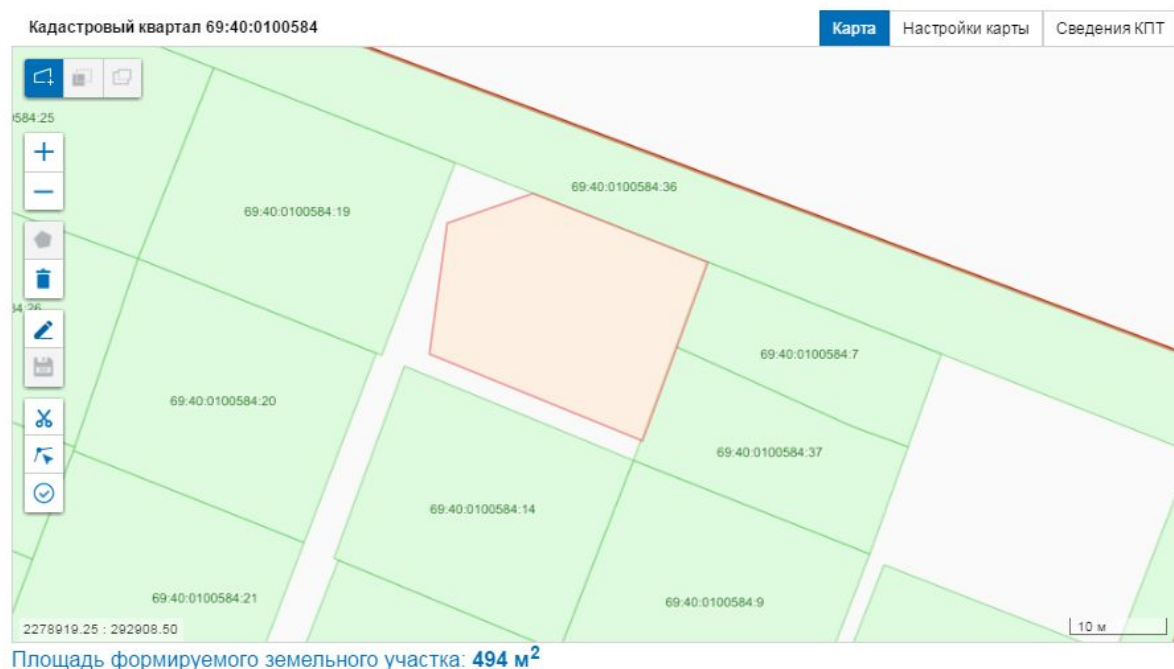 Кадастровый квартал 69:40:0100584
Карта
Настройки карты
Сведения КПТ
584:25
69:40:0100584:36
69:40:0100584:19
84:26
69:40:0100584:7
69:40:0100584:20
69:40:0100584:37
69:40:0100584:14
69:40:0100584:21
69:40:0100584:9
2278919.25 : 292908.50
10 м
Площадь формируемого земельного участка: 494 м²